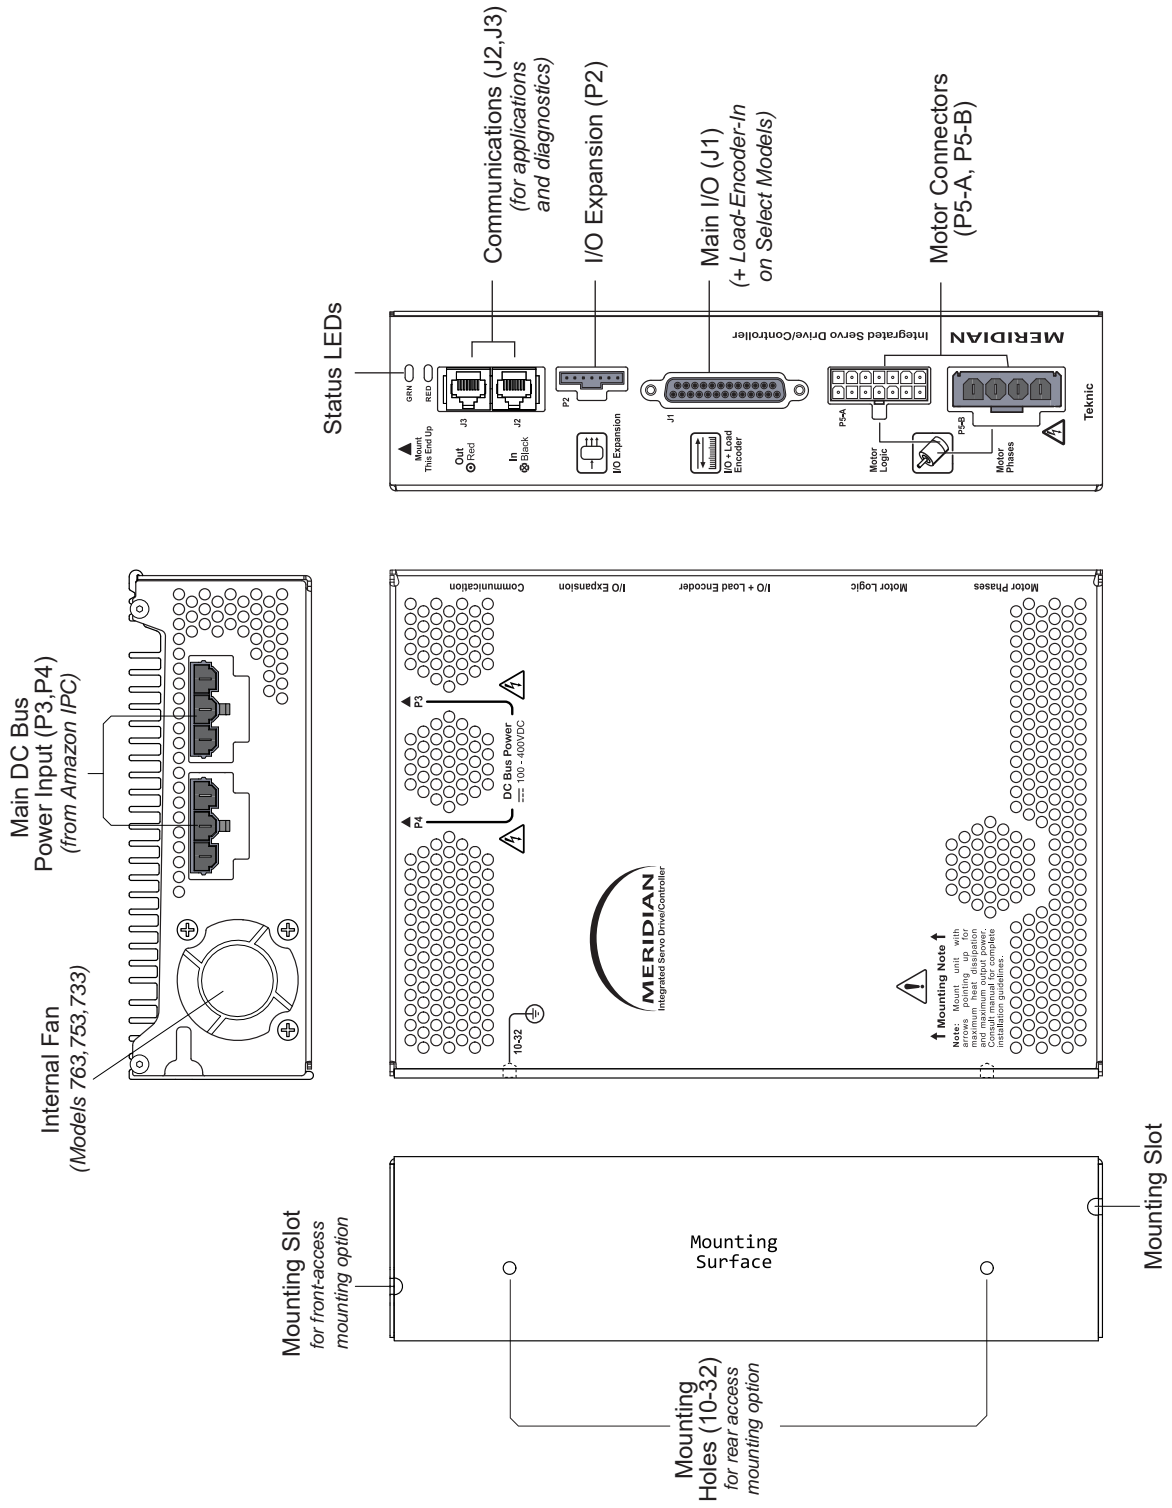 Main DC Bus
Power Input (P3,P4)
(from Amazon IPC)
Internal Fan
(Models 763,753,733)
Status LEDs
Communications (J2,J3)
(for applications
and diagnostics)
I/O Expansion (P2)
Main I/O (J1)
(+ Load-Encoder-In
on Select Models)
Motor Connectors
(P5-A, P5-B)
GRN
RED
Mount
This End Up
J3
J2
Out
Red
In
Black
P2
I/O Expansion
J1
I/O + Load
Encoder
P5-A
Motor
Logic
P5-B
Motor
Phases
Integrated Servo Drive/Controller
MERIDIAN
Teknic
Communication
I/O Expansion
I/O + Load Encoder
Motor Logic
Motor Phases
P3
P4
DC Bus Power
100 - 400VDC
MERIDIAN
Integrated Servo Drive/Controller
10-32
Mounting Note
Note: Mount unit with
arrows pointing up for
maximum heat dissipation
and maximum output power.
Consult manual for complete
installation guidelines.
Mounting Slot
for front-access
mounting option
Mounting
Surface
Mounting
Holes (10-32)
for rear access
mounting option
Mounting Slot